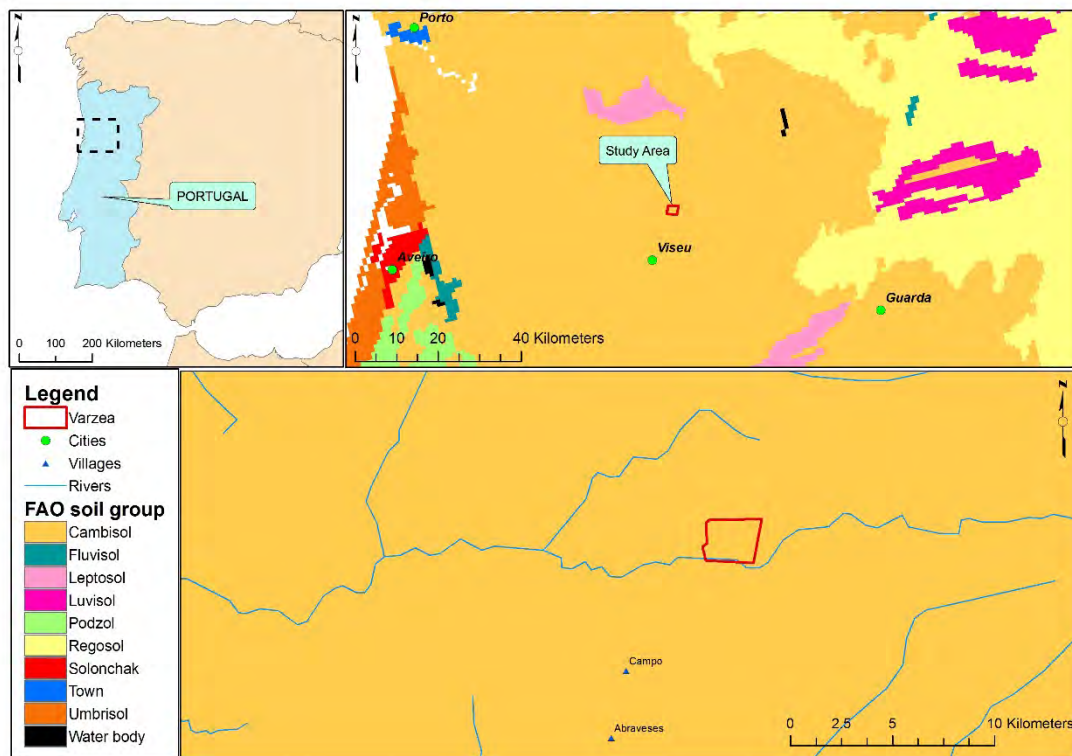 N
PORTUGAL
0 100 200 Kilometers
N
Porto
Study Area
Viseu
Aveiro
Guarda
0 10 20 40 Kilometers
Legend
Varzea
Cities
Villages
Rivers
FAO soil group
Cambisol
Fluvisol
Leptosol
Luvisol
Podzol
Regosol
Solonchak
Town
Umbrisol
Water body
N
Campo
Abraveses
0 2.5 5 10 Kilometers